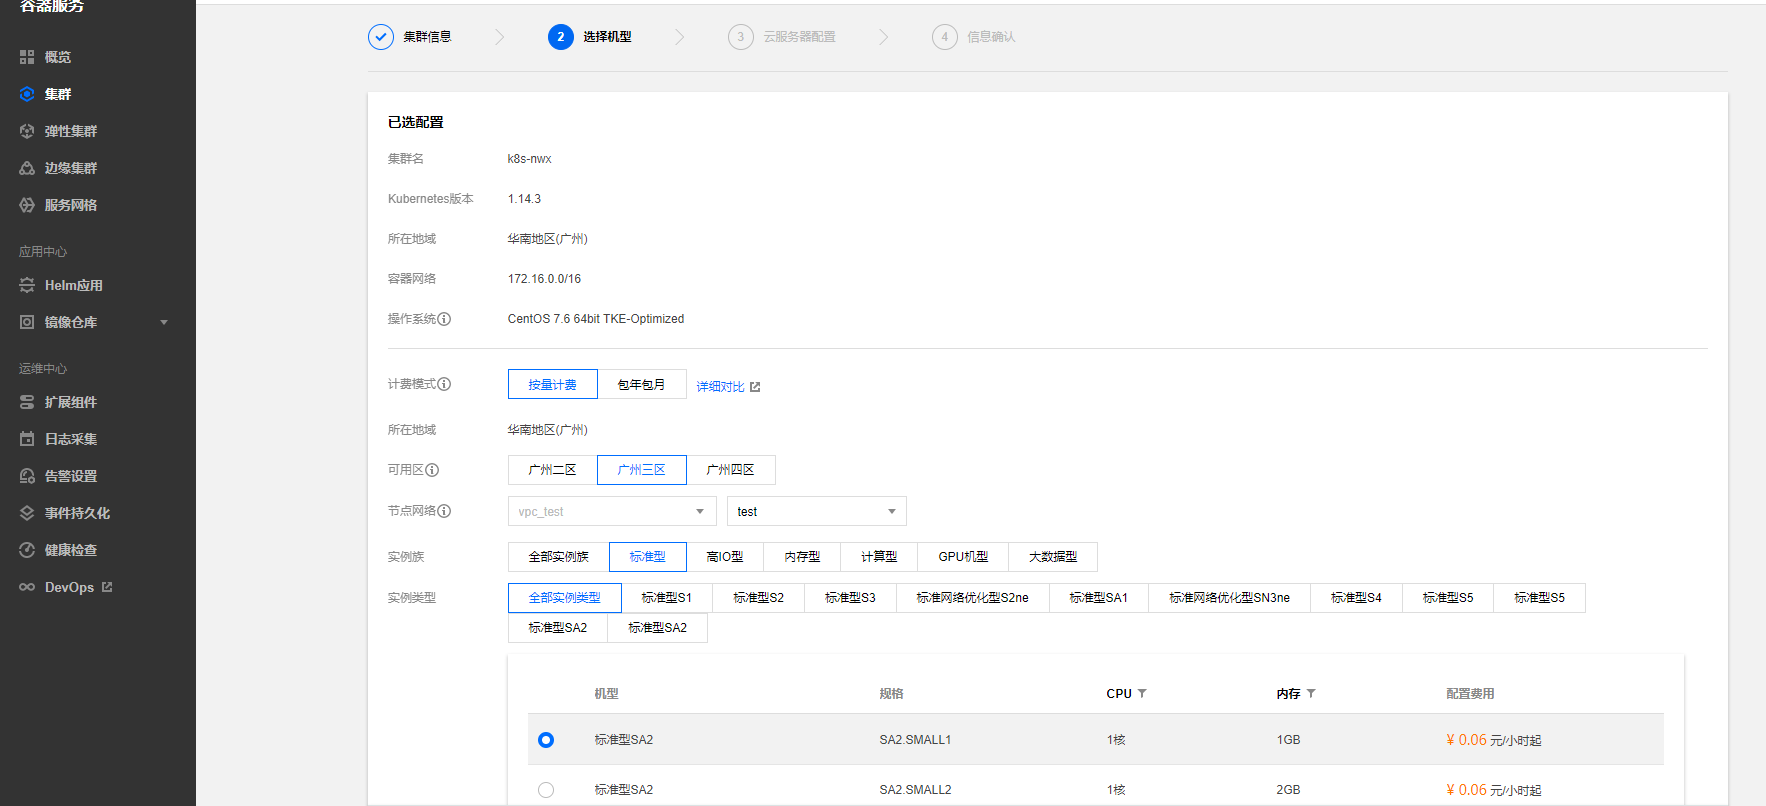 容器服务
概览
集群
弹性集群
边缘集群
服务网格
应用中心
Helm应用
镜像仓库
运维中心
扩展组件
日志采集
告警设置
事件持久化
健康检查
DevOps
集群信息
2 选择机型
3 云服务器配置
4 信息确认
已选配置
集群名 k8s-nwx
Kubernetes版本 1.14.3
所在地域 华南地区(广州)
容器网络 172.16.0.0/16
操作系统 CentOS 7.6 64bit TKE-Optimized
计费模式 按量计费 包年包月 详细对比
所在地域 华南地区(广州)
可用区 广州二区 广州三区 广州四区
节点网络 vpc_test test
实例族 全部实例族 标准型 高IO型 内存型 计算型 GPU机型 大数据型
实例类型 全部实例类型 标准型S1 标准型S2 标准型S3 标准网络优化型S2ne 标准型SA1 标准网络优化型SN3ne 标准型S4 标准型S5 标准型S5
标准型SA2 标准型SA2
机型 规格 CPU 内存 配置费用
标准型SA2 SA2.SMALL1 1核 1GB ¥ 0.06 元/小时起
标准型SA2 SA2.SMALL2 1核 2GB ¥ 0.06 元/小时起